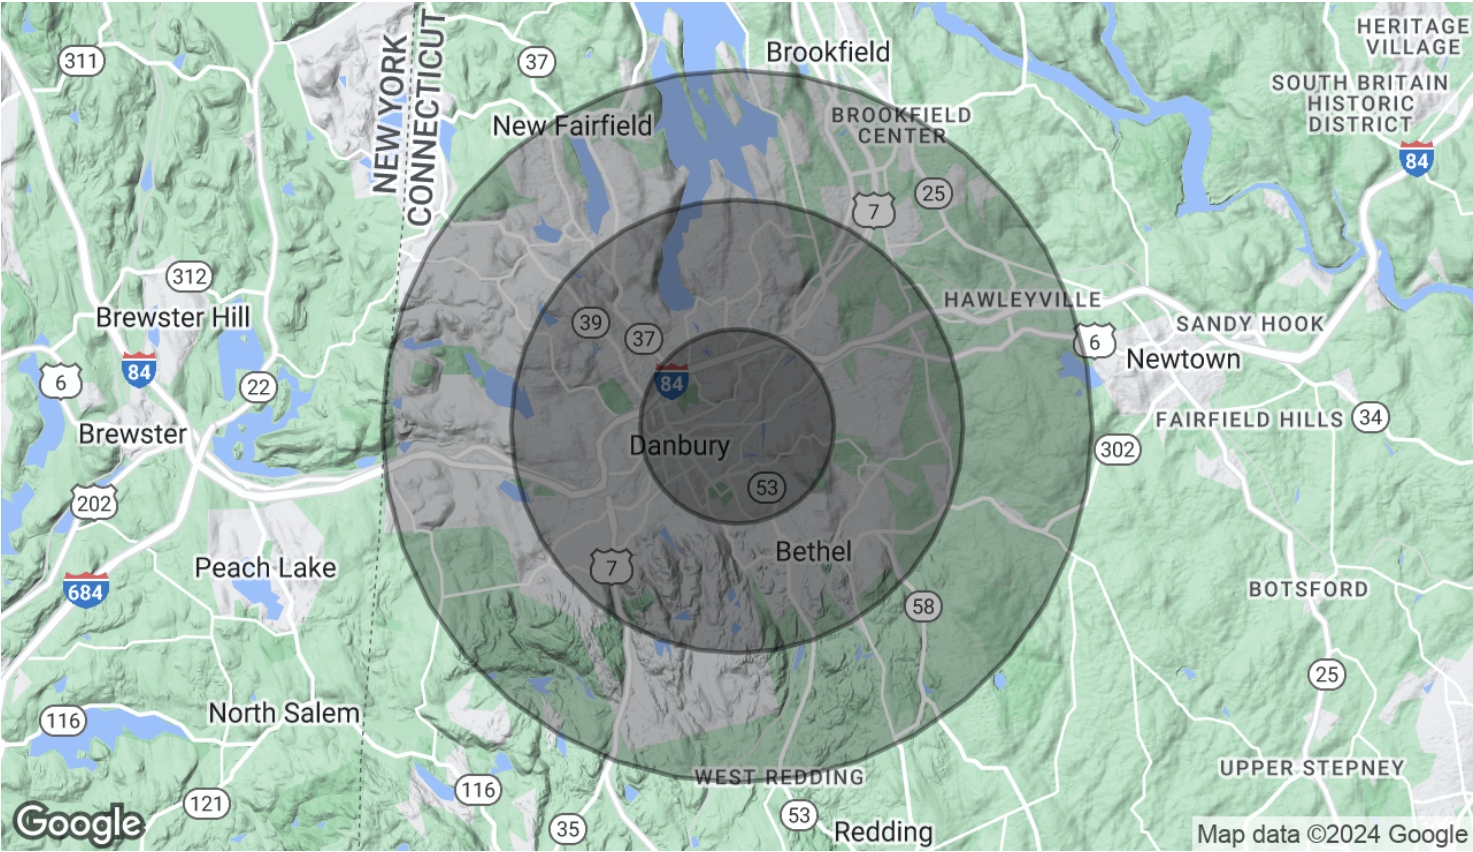 HERITAGE
VILLAGE
Brookfield
311
37
NEW YORK
CONNECTICUT
SOUTH BRITAIN
HISTORIC
DISTRICT
New Fairfield
BROOKFIELD
CENTER
84
25
7
312
HAWLEYVILLE
Brewster Hill
39
37
SANDY HOOK
6
Newtown
84
6
22
84
FAIRFIELD HILLS
34
Brewster
Danbury
302
202
53
Bethel
7
Peach Lake
684
BOTSFORD
58
25
North Salem
116
WEST REDDING
UPPER STEPNEY
116
121
53
35
Redding
Google
Map data ©2024 Google